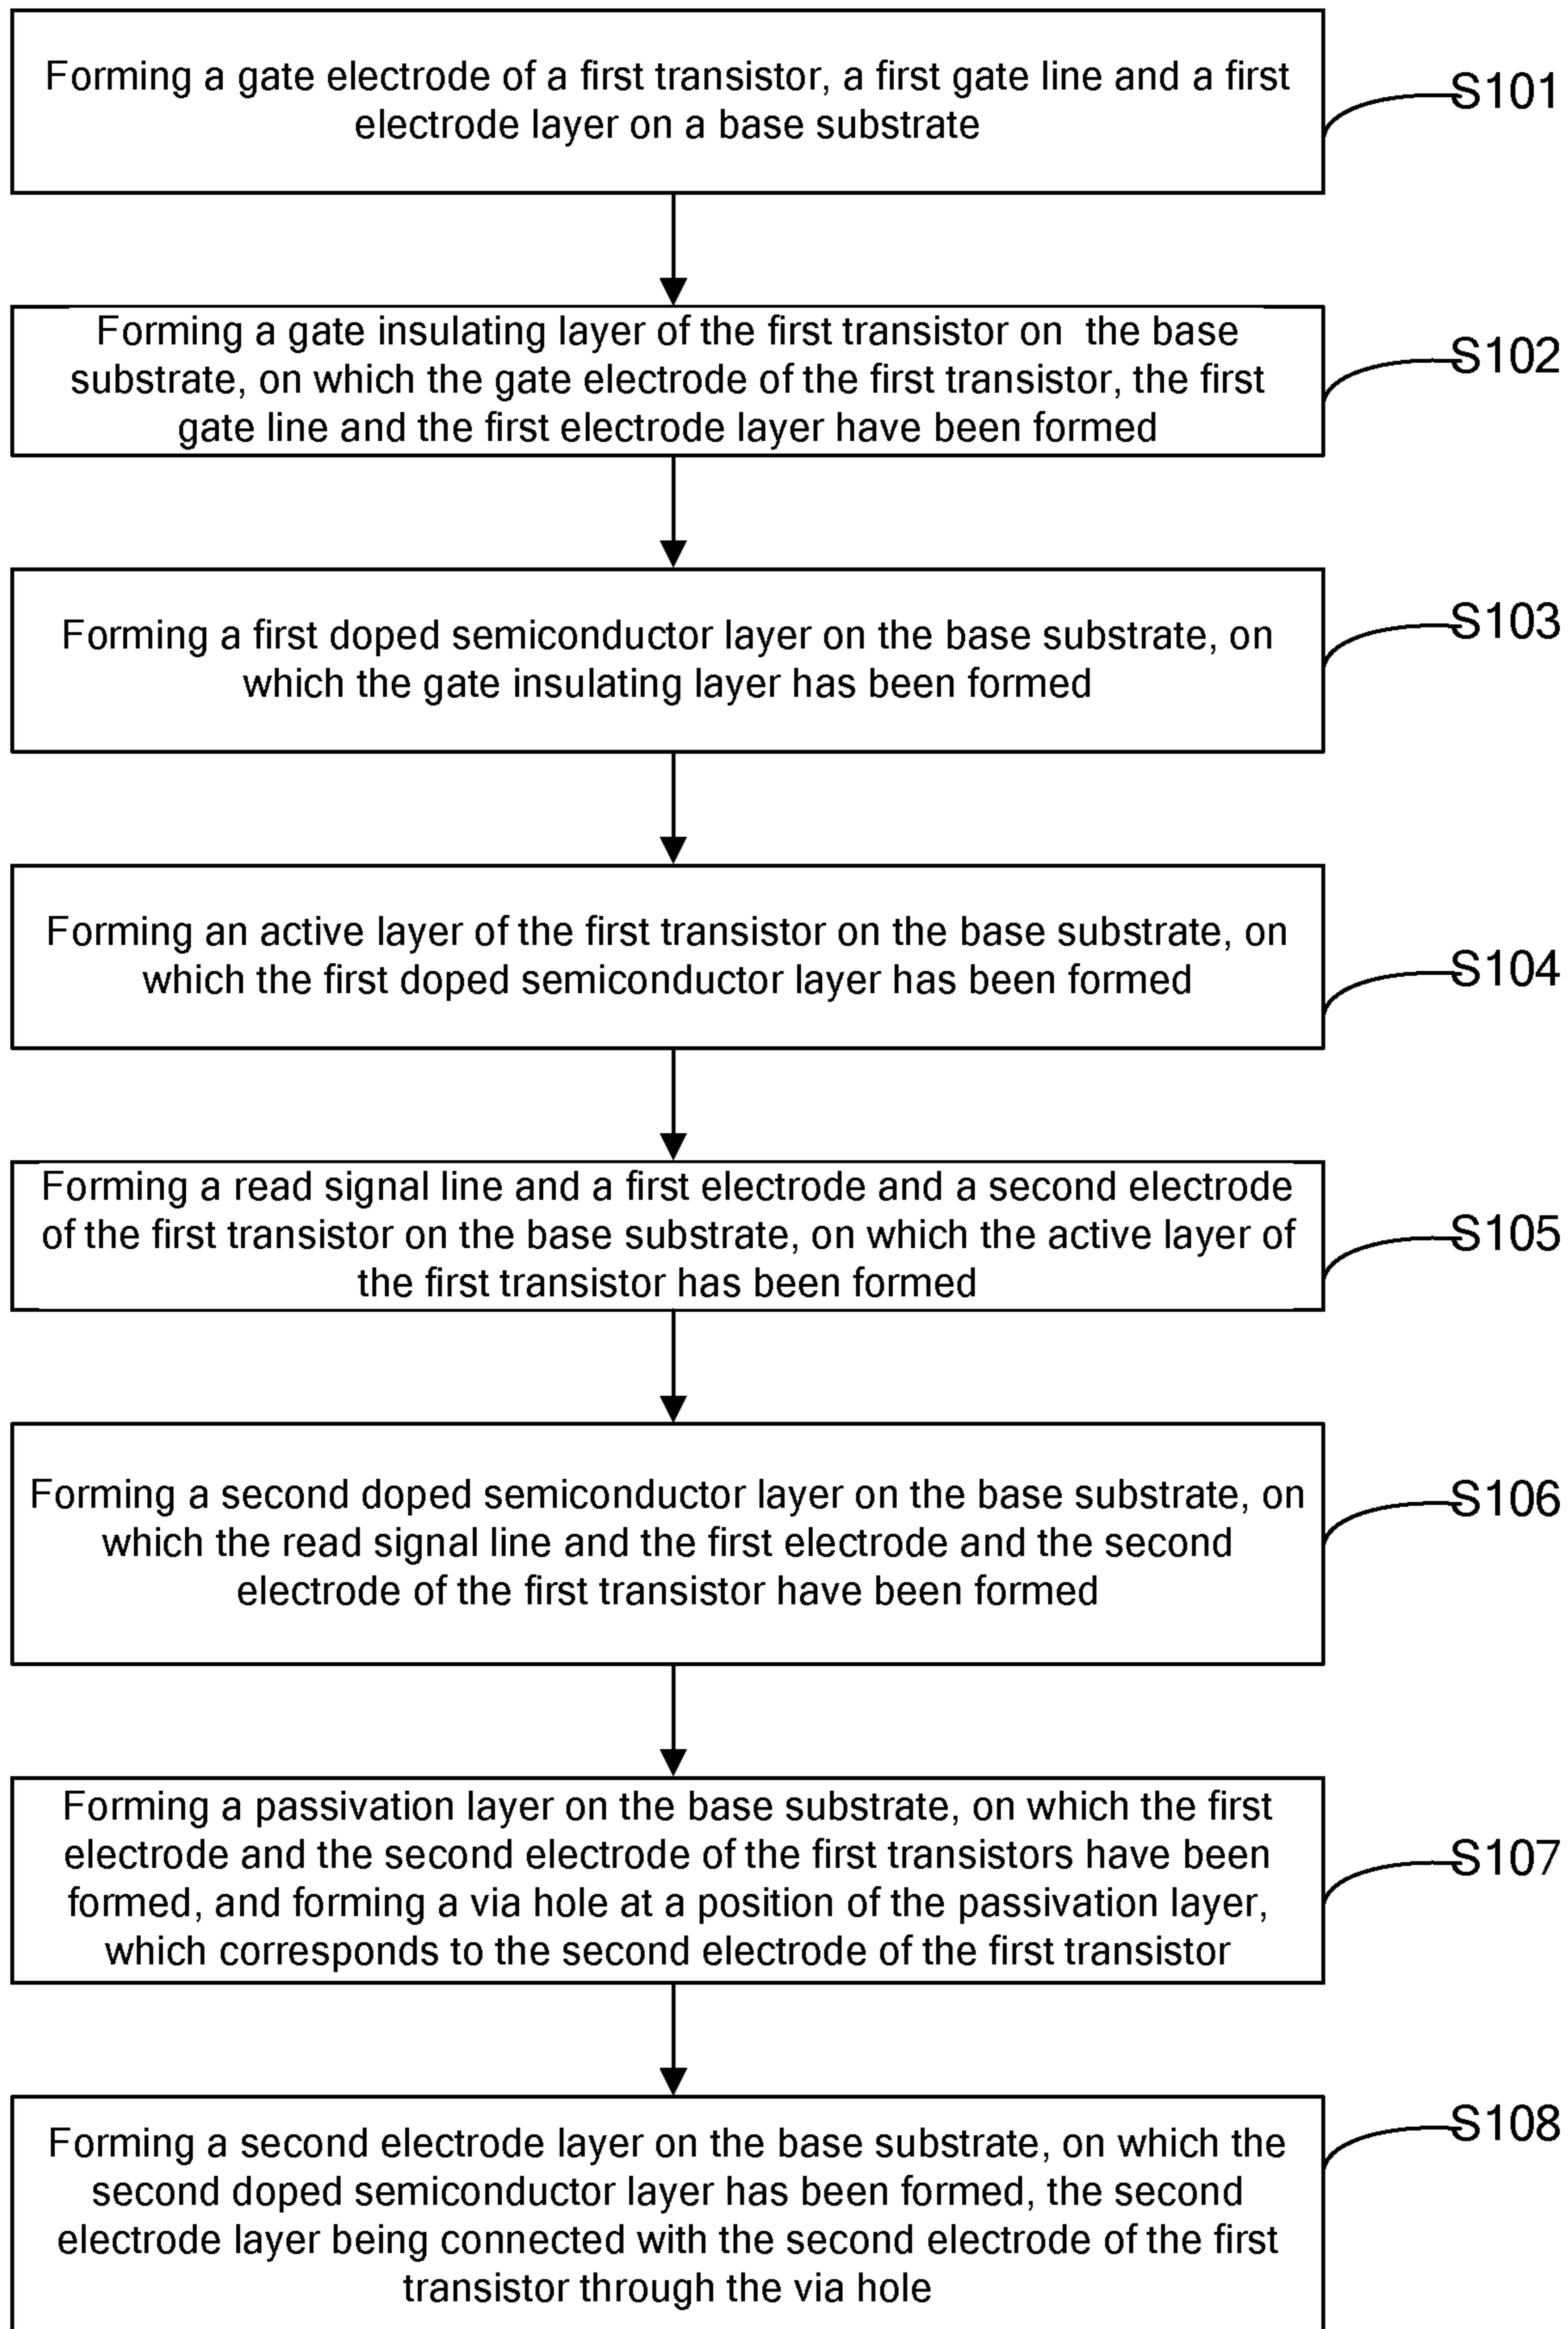 Forming a gate electrode of a first transistor, a first gate line and a first
electrode layer on a base substrate
S101
Forming a gate insulating layer of the first transistor on the base
substrate, on which the gate electrode of the first transistor, the first
gate line and the first electrode layer have been formed
S102
Forming a first doped semiconductor layer on the base substrate, on
which the gate insulating layer has been formed
S103
Forming an active layer of the first transistor on the base substrate, on
which the first doped semiconductor layer has been formed
S104
Forming a read signal line and a first electrode and a second electrode
of the first transistor on the base substrate, on which the active layer of
the first transistor has been formed
S105
Forming a second doped semiconductor layer on the base substrate, on
which the read signal line and the first electrode and the second
electrode of the first transistor have been formed
S106
Forming a passivation layer on the base substrate, on which the first
electrode and the second electrode of the first transistors have been
formed, and forming a via hole at a position of the passivation layer,
which corresponds to the second electrode of the first transistor
S107
Forming a second electrode layer on the base substrate, on which the
second doped semiconductor layer has been formed, the second
electrode layer being connected with the second electrode of the first
transistor through the via hole
S108